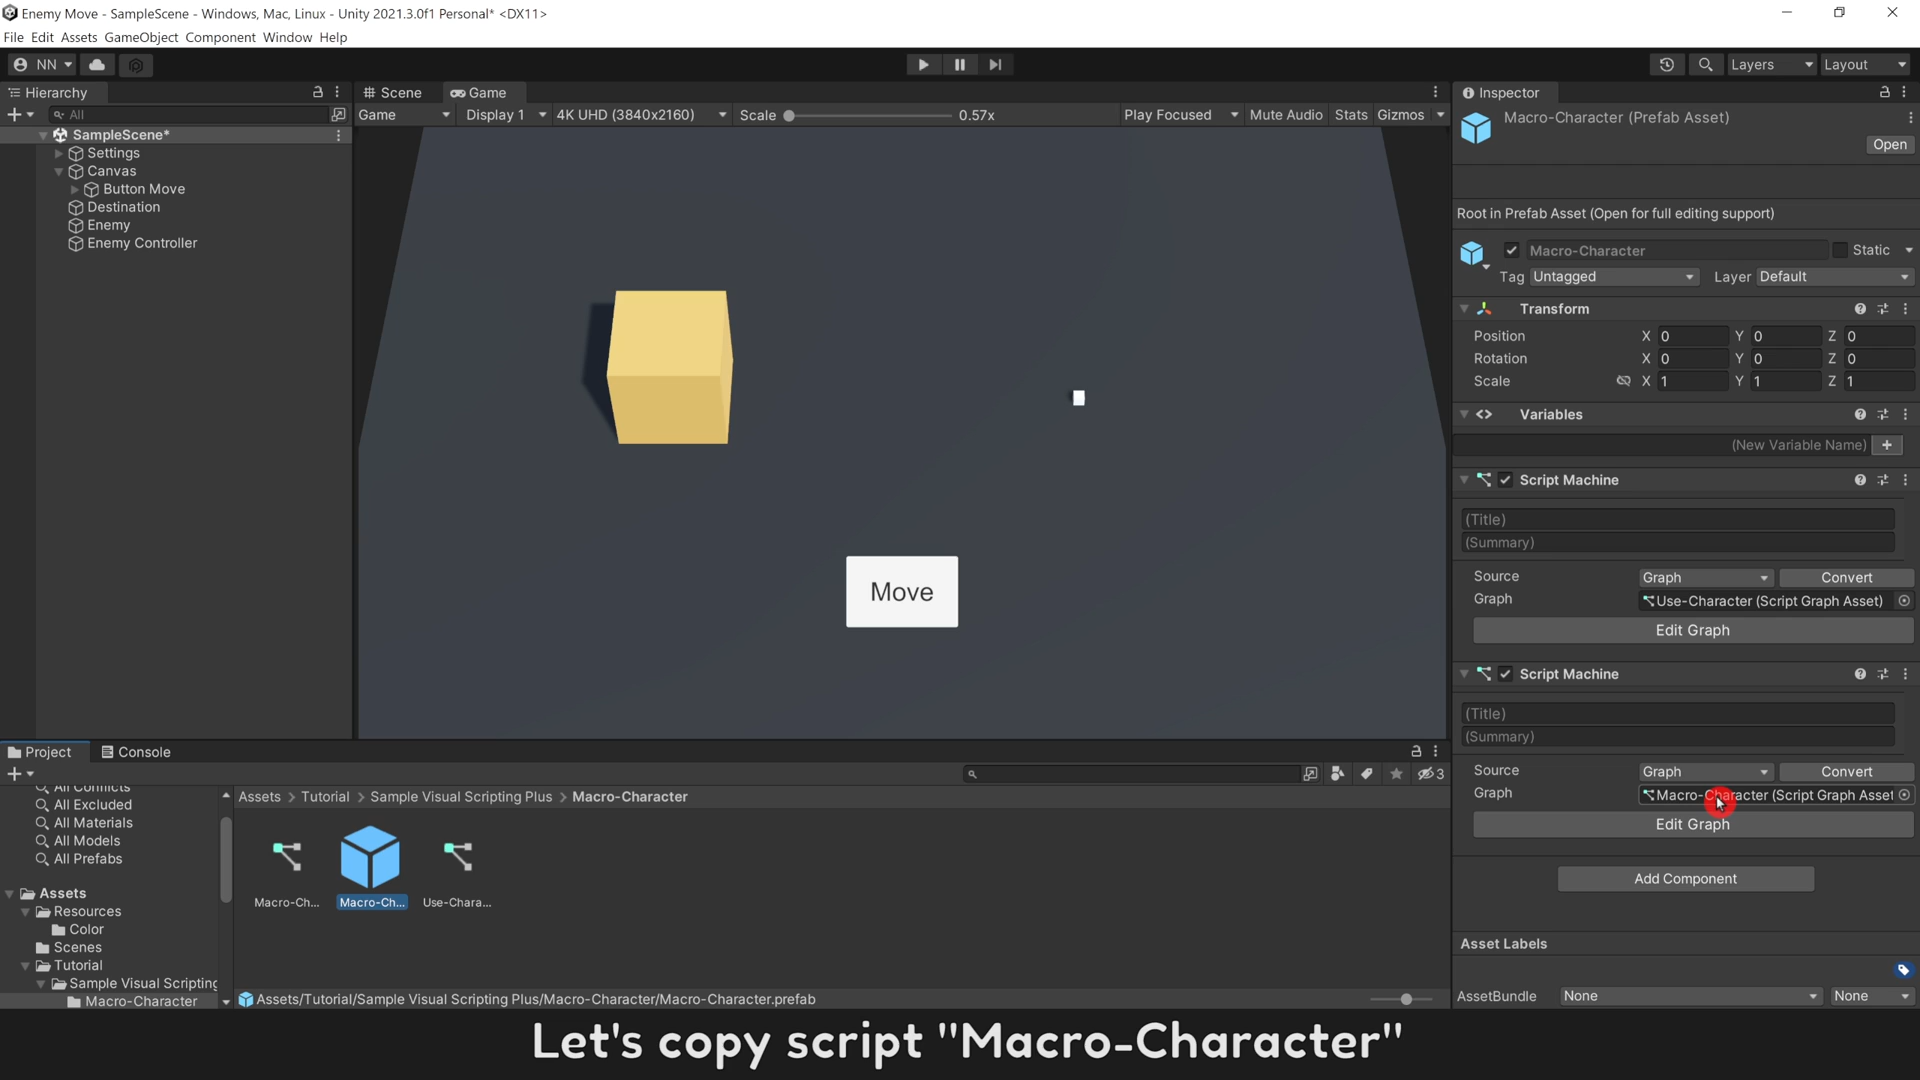 Enemy Move - SampleScene - Windows, Mac, Linux - Unity 2021.3.0f1 Personal* <DX11>
File Edit Assets GameObject Component Window Help
NN
Layers
Layout
Hierarchy
All
SampleScene*
Settings
Canvas
Button Move
Destination
Enemy
Enemy Controller
Scene
Game
Game
Display 1
4K UHD (3840x2160)
Scale
0.57x
Play Focused
Mute Audio
Stats
Gizmos
Move
Inspector
Macro-Character (Prefab Asset)
Open
Root in Prefab Asset (Open for full editing support)
Macro-Character
Static
Tag Untagged
Layer Default
Transform
Position X 0 Y 0 Z 0
Rotation X 0 Y 0 Z 0
Scale X 1 Y 1 Z 1
Variables
(New Variable Name)
Script Machine
(Title)
(Summary)
Source Graph Convert
Graph Use-Character (Script Graph Asset)
Edit Graph
Script Machine
(Title)
(Summary)
Source Graph Convert
Graph Macro-Character (Script Graph Asset
Edit Graph
Add Component
Asset Labels
AssetBundle None None
Project
Console
3
All Conflicts
All Excluded
All Materials
All Models
All Prefabs
Assets
Resources
Color
Scenes
Tutorial
Sample Visual Scripting
Macro-Character
Assets > Tutorial > Sample Visual Scripting Plus > Macro-Character
Macro-Ch...
Macro-Ch...
Use-Chara...
Assets/Tutorial/Sample Visual Scripting Plus/Macro-Character/Macro-Character.prefab
Let's copy script "Macro-Character"